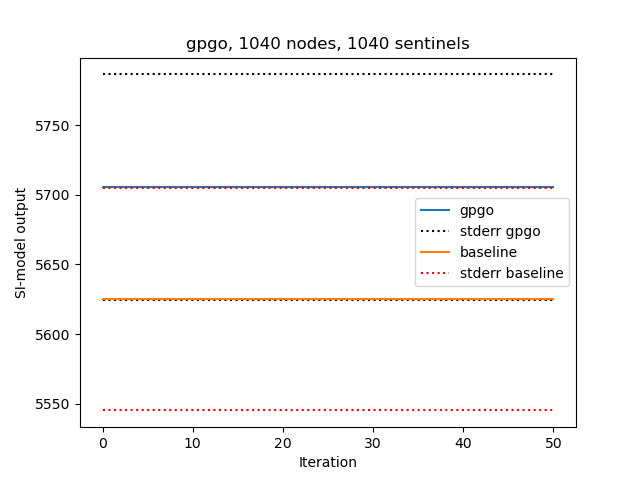 gpgo, 1040 nodes, 1040 sentinels
SI-model output
5750
5700
5650
5600
5550
gpgo
stderr gpgo
baseline
stderr baseline
0 10 20 30 40 50
Iteration